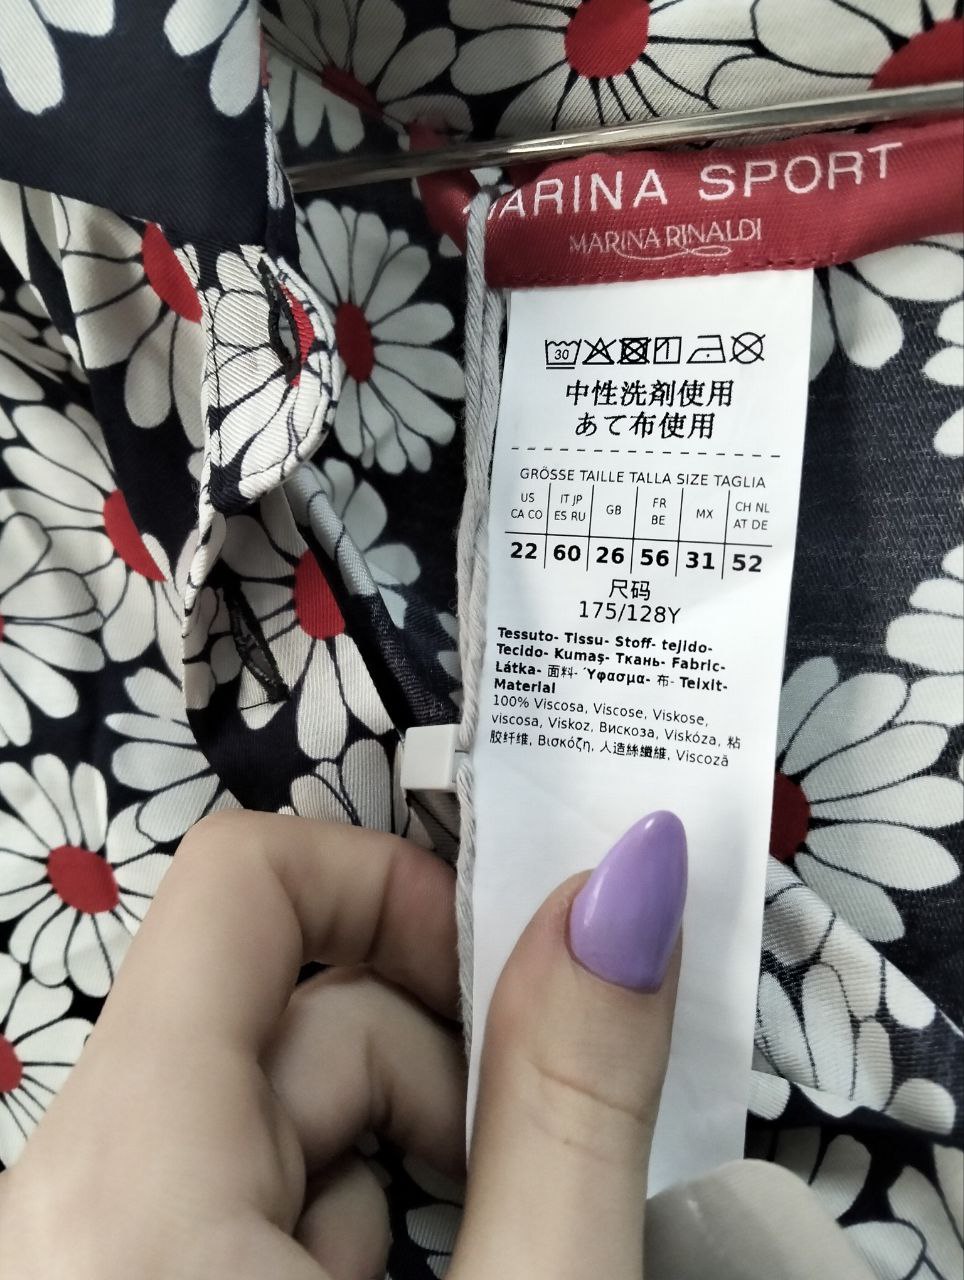 MARINA SPORT
MARINA RINALDI
30
中性洗剤使用
あて布使用
GRÖSSE TAILLE TALLA SIZE TAGLIA
US CA CO IT JP ES RU GB FR BE MX CH NL AT DE
22 60 26 56 31 52
尺码
175/128Y
Tessuto- Tissu- Stoff- tejido-
Tecido- Kumaş- Ткань- Fabric-
Látka- 面料- Ύφασμα- 布- Teixit-
Material
100% Viscosa, Viscose, Viskose,
viscosa, Viskoz, Вискоза, Viskóza, 粘
胶纤维, Βισκόζη, 人造絲纖維, Viscoză